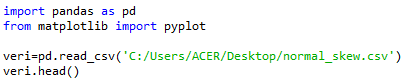 import pandas as pd
from matplotlib import pyplot
veri=pd.read_csv('C:/Users/ACER/Desktop/normal_skew.csv')
veri.head()